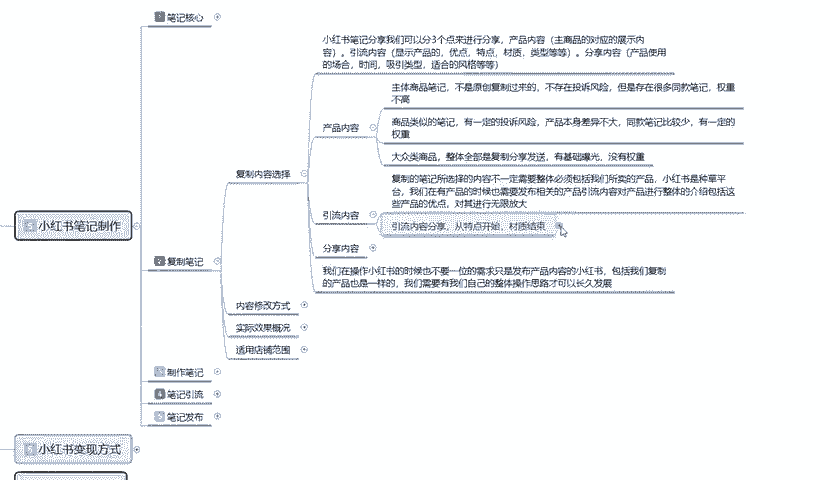 笔记核心
小红书笔记分享我们可以分3个点来进行分享，产品内容（主商品的对应的展示内
容）。引流内容（显示产品的，优点，特点，材质，类型等等）。分享内容（产品使用
的场合，时间，吸引类型，适合的风格等等）
主体商品笔记，不是原创复制过来的，不存在投诉风险，但是存在很多同款笔记，权重
不高
产品内容
商品类似的笔记，有一定的投诉风险，产品本身差异不大，同款笔记比较少，有一定的
权重
大众类商品，整体全部是复制分享发送，有基础曝光，没有权重
复制内容选择
复制的笔记所选择的内容不一定需要整体必须包括我们所卖的产品，小红书是种草平
台，我们在有产品的时候也需要发布相关的产品引流内容对产品进行整体的介绍包括这
些产品的优点，对其进行无限放大
引流内容
引流内容分享，从特点开始，材质结束
小红书笔记制作
分享内容
复制笔记
我们在操作小红书的时候也不要一位的需求只是发布产品内容的小红书，包括我们复制
的产品也是一样的，我们需要有我们自己的整体操作思路才可以长久发展
内容修改方式
实际效果概况
适用店铺范围
制作笔记
笔记引流
笔记发布
小红书变现方式